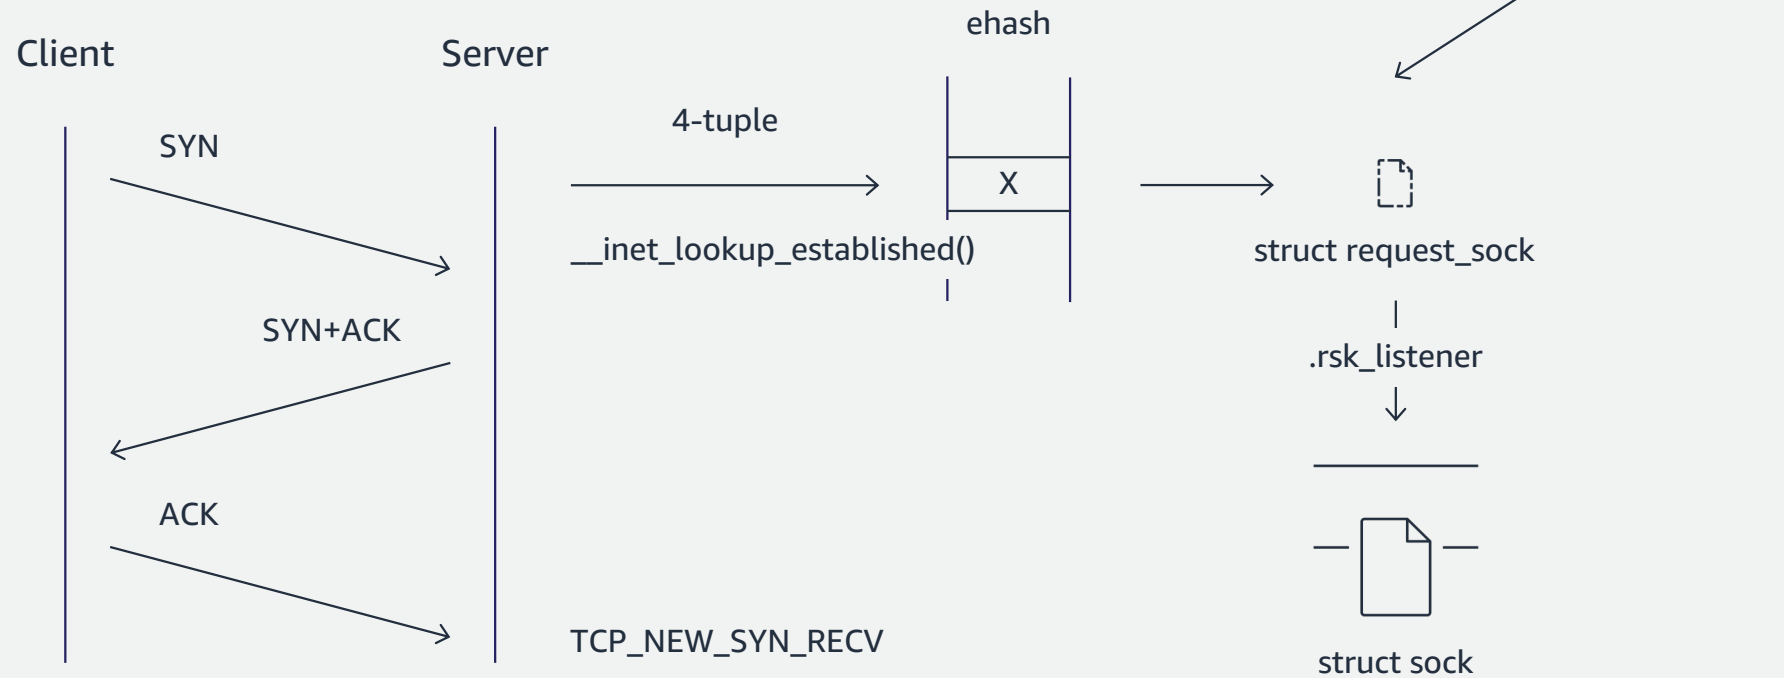 ehash
Client
Server
4-tuple
SYN
X
__inet_lookup_established()
struct request_sock
SYN+ACK
.rsk_listener
ACK
TCP_NEW_SYN_RECV
struct sock